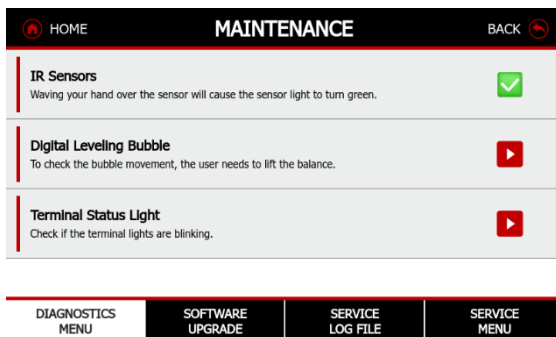 HOME
MAINTENANCE
BACK
IR Sensors
Waving your hand over the sensor will cause the sensor light to turn green.
Digital Leveling Bubble
To check the bubble movement, the user needs to lift the balance.
Terminal Status Light
Check if the terminal lights are blinking.
DIAGNOSTICS
MENU
SOFTWARE
UPGRADE
SERVICE
LOG FILE
SERVICE
MENU